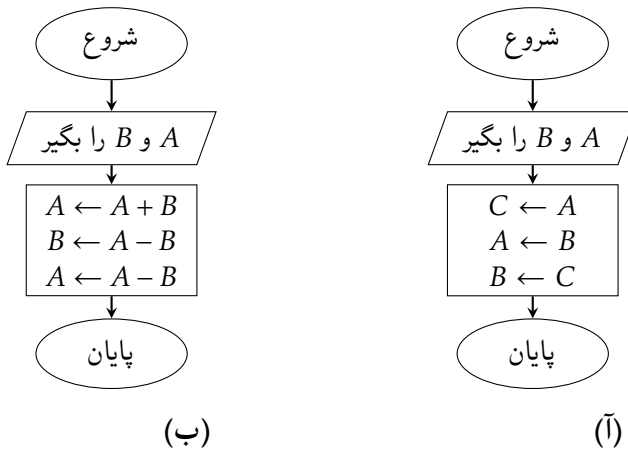 شروع
A و B را بگیر
C ← A
A ← B
B ← C
پایان
(آ)
شروع
A و B را بگیر
A ← A + B
B ← A − B
A ← A − B
پایان
(ب)